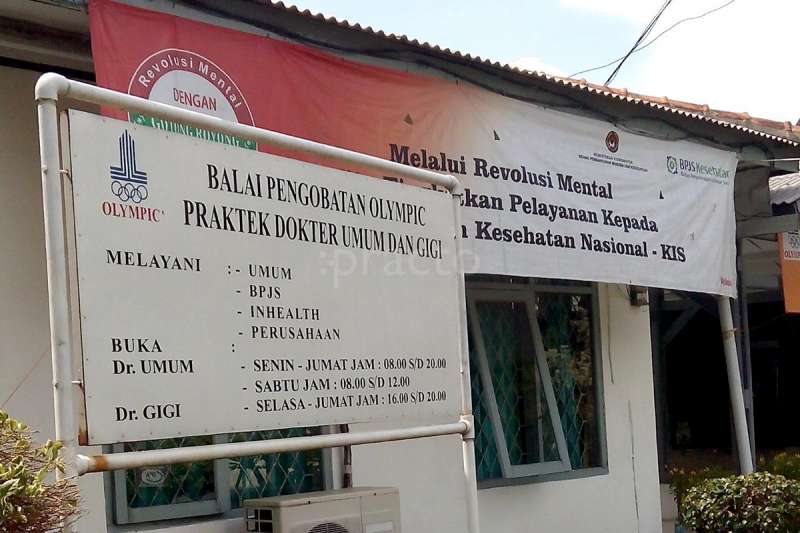 Revolusi Mental
DENGAN
GOTONG ROYONG
OLYMPIC
BALAI PENGOBATAN OLYMPIC
PRAKTEK DOKTER UMUM DAN GIGI
MELAYANI : - UMUM
- BPJS
- INHEALTH
- PERUSAHAAN
BUKA :
Dr. UMUM - SENIN - JUMAT JAM : 08.00 S/D 20.00
- SABTU JAM : 08.00 S/D 12.00
Dr. GIGI - SELASA - JUMAT JAM : 16.00 S/D 20.00
BPJS Kesehatan
Melalui Revolusi Mental
Pelayanan Kepada
Kesehatan Nasional - KIS
practo